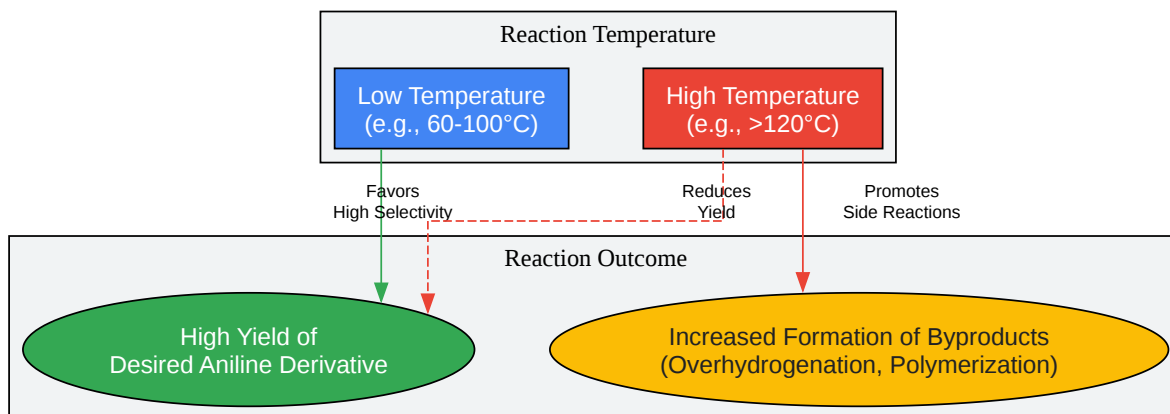 Reaction Temperature
Low Temperature
(e.g., 60-100°C)
High Temperature
(e.g., >120°C)
Favors
High Selectivity
Reduces
Yield
Promotes
Side Reactions
Reaction Outcome
High Yield of
Desired Aniline Derivative
Increased Formation of Byproducts
(Overhydrogenation, Polymerization)